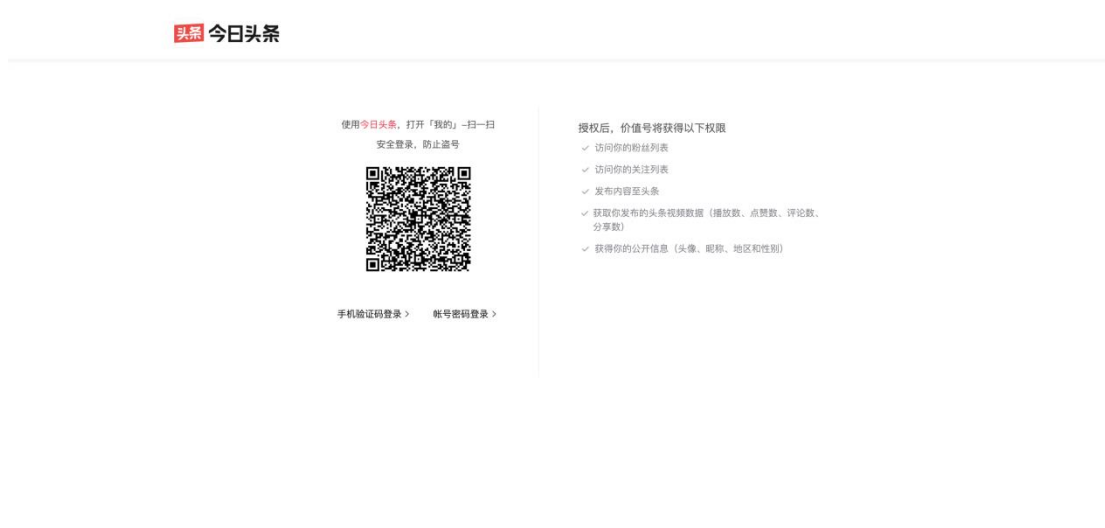 头条 今日头条
使用今日头条，打开「我的」-扫一扫
安全登录，防止盗号
手机验证码登录 >
帐号密码登录 >
授权后，价值号将获得以下权限
访问你的粉丝列表
访问你的关注列表
发布内容至头条
获取你发布的头条视频数据（播放数、点赞数、评论数、
分享数）
获得你的公开信息（头像、昵称、地区和性别）